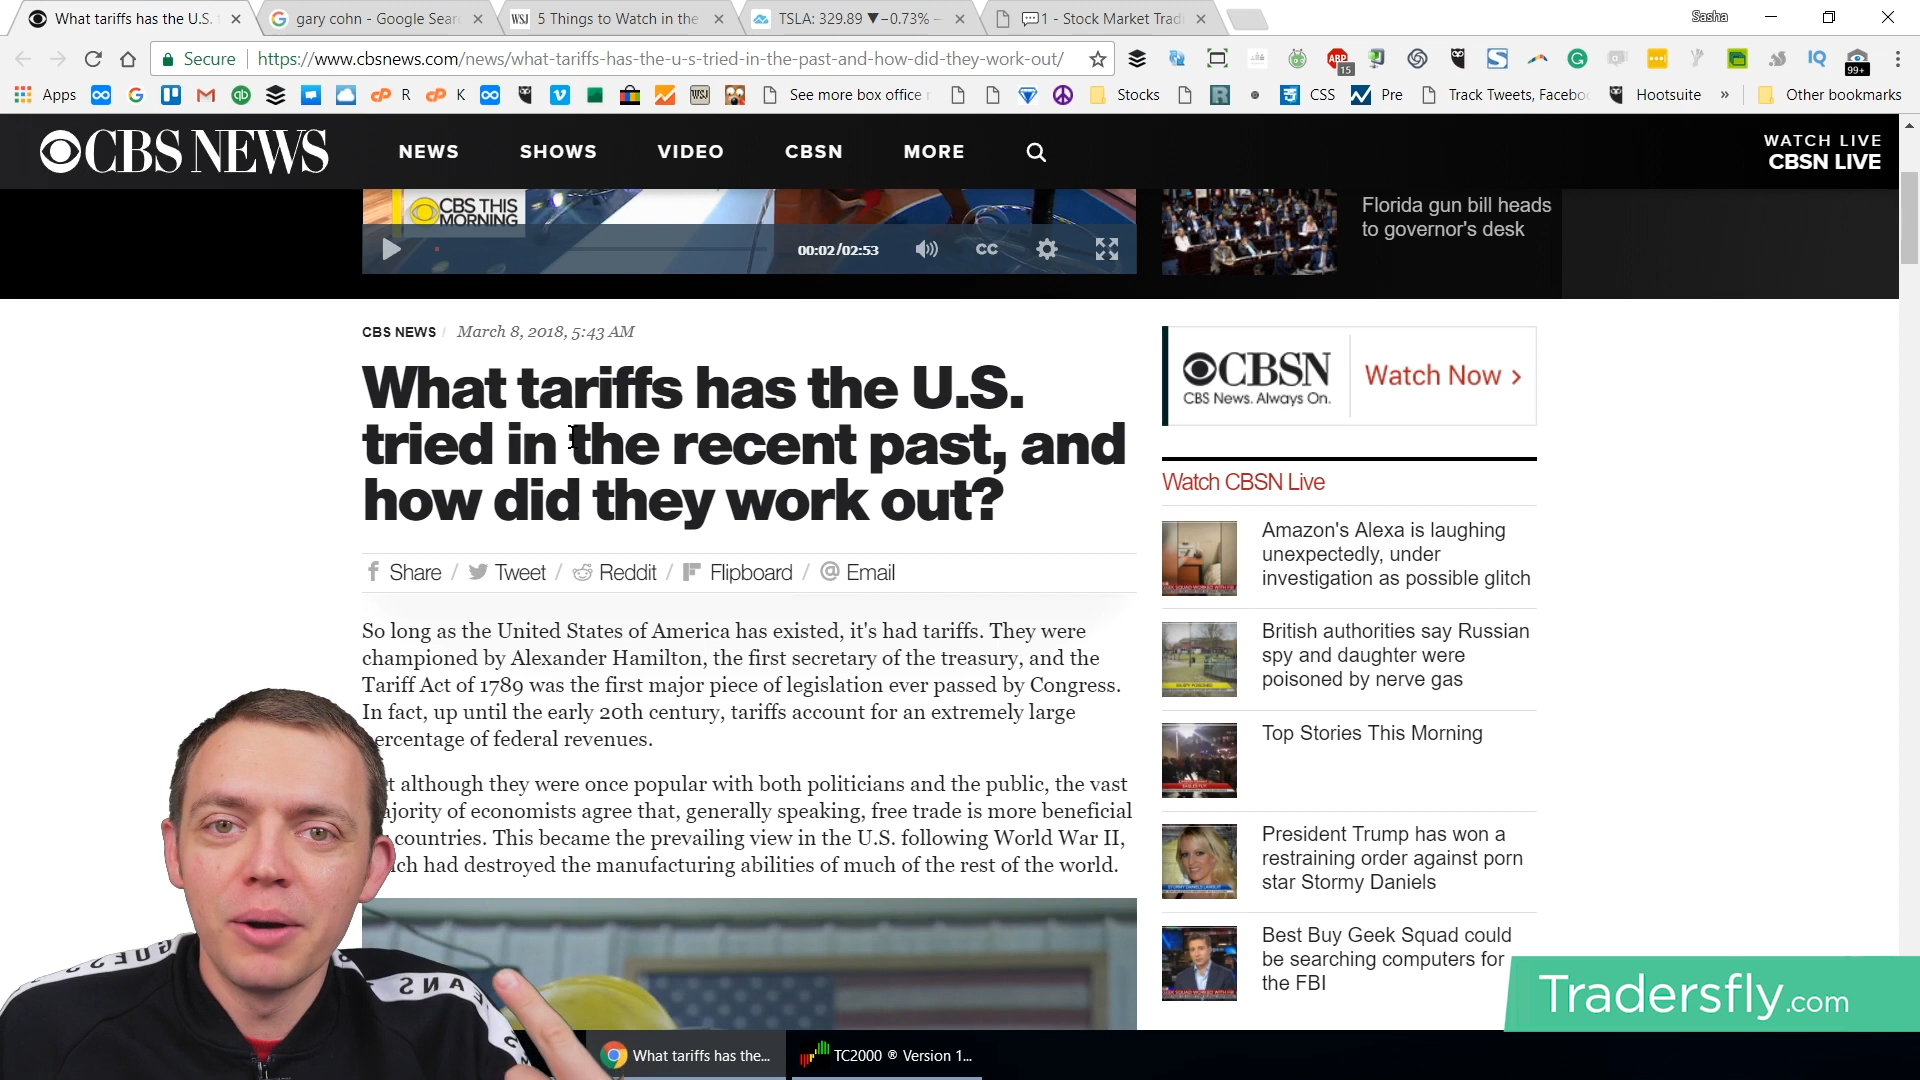 What tariffs has the U.S.
gary cohn - Google Sear
WSJ 5 Things to Watch in the
TSLA: 329.89 ▼−0.73%
1 - Stock Market Trad
Sasha
Secure
https://www.cbsnews.com/news/what-tariffs-has-the-u-s-tried-in-the-past-and-how-did-they-work-out/
ABP
15
IQ
99+
Apps
R
K
WSJ
See more box office
Stocks
CSS
Pre
Track Tweets, Facebo
Hootsuite
»
Other bookmarks
CBS NEWS
NEWS
SHOWS
VIDEO
CBSN
MORE
WATCH LIVE
CBSN LIVE
CBS THIS
MORNING
00:02/02:53
CC
Florida gun bill heads
to governor's desk
CBS NEWS / March 8, 2018, 5:43 AM
What tariffs has the U.S.
tried in the recent past, and
how did they work out?
Share / Tweet / Reddit / Flipboard / Email
So long as the United States of America has existed, it's had tariffs. They were
championed by Alexander Hamilton, the first secretary of the treasury, and the
Tariff Act of 1789 was the first major piece of legislation ever passed by Congress.
In fact, up until the early 20th century, tariffs account for an extremely large
ercentage of federal revenues.
t although they were once popular with both politicians and the public, the vast
ajority of economists agree that, generally speaking, free trade is more beneficial
countries. This became the prevailing view in the U.S. following World War II,
ch had destroyed the manufacturing abilities of much of the rest of the world.
CBSN
CBS News. Always On.
Watch Now >
Watch CBSN Live
Amazon's Alexa is laughing
unexpectedly, under
investigation as possible glitch
British authorities say Russian
spy and daughter were
poisoned by nerve gas
Top Stories This Morning
President Trump has won a
restraining order against porn
star Stormy Daniels
Best Buy Geek Squad could
be searching computers for
the FBI
Tradersfly.com
What tariffs has the...
TC2000 ® Version 1...